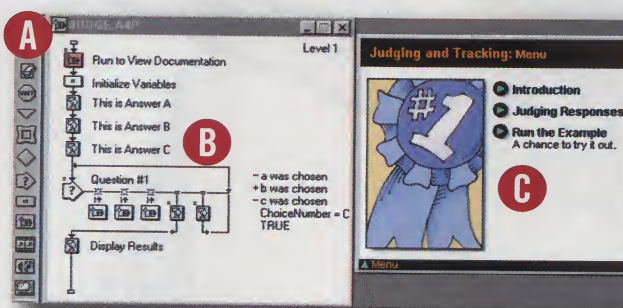 A
JUDGE.A4P
Level 1
Run to View Documentation
Initialize Variables
This is Answer A
This is Answer B
This is Answer C
B
Question #1
?
- a was chosen
+ b was chosen
- c was chosen
ChoiceNumber = C
TRUE
Display Results
START
?
=
Judging and Tracking: Menu
#1
Introduction
Judging Responses
Run the Example
A chance to try it out.
C
Menu